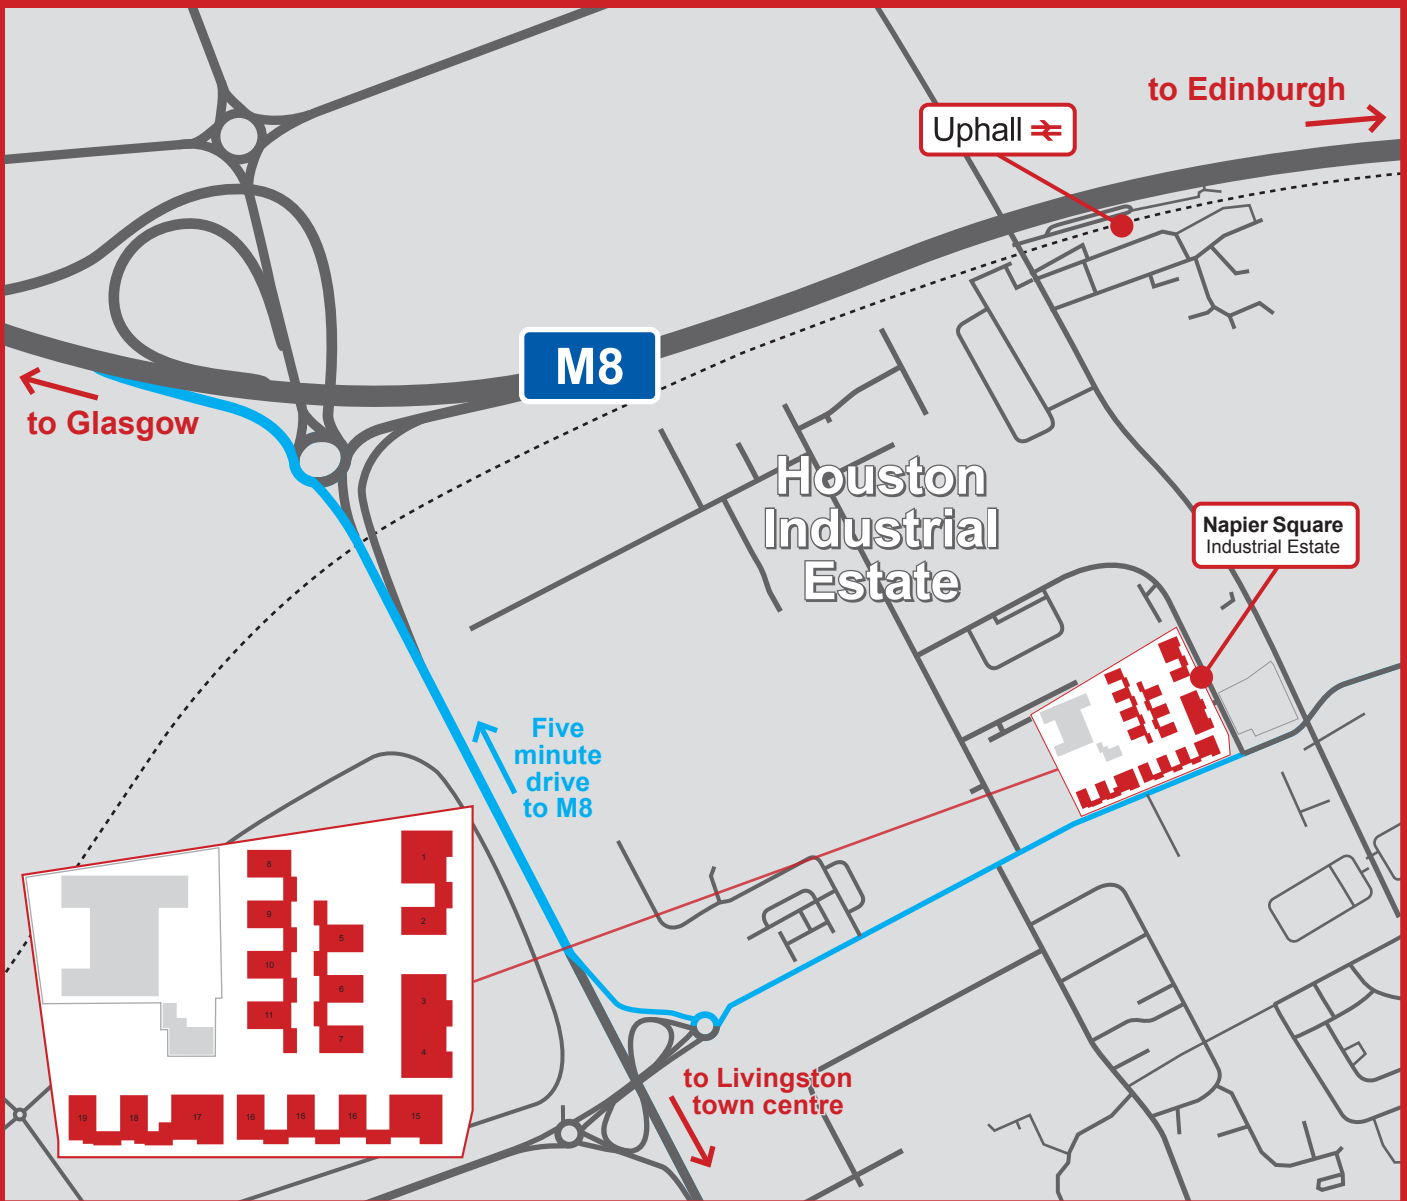 to Edinburgh
Uphall
M8
to Glasgow
Houston
Industrial
Estate
Napier Square
Industrial Estate
Five
minute
drive
to M8
1
8
9
2
5
10
6
3
11
7
4
19
18
17
16
16
16
15
to Livingston
town centre